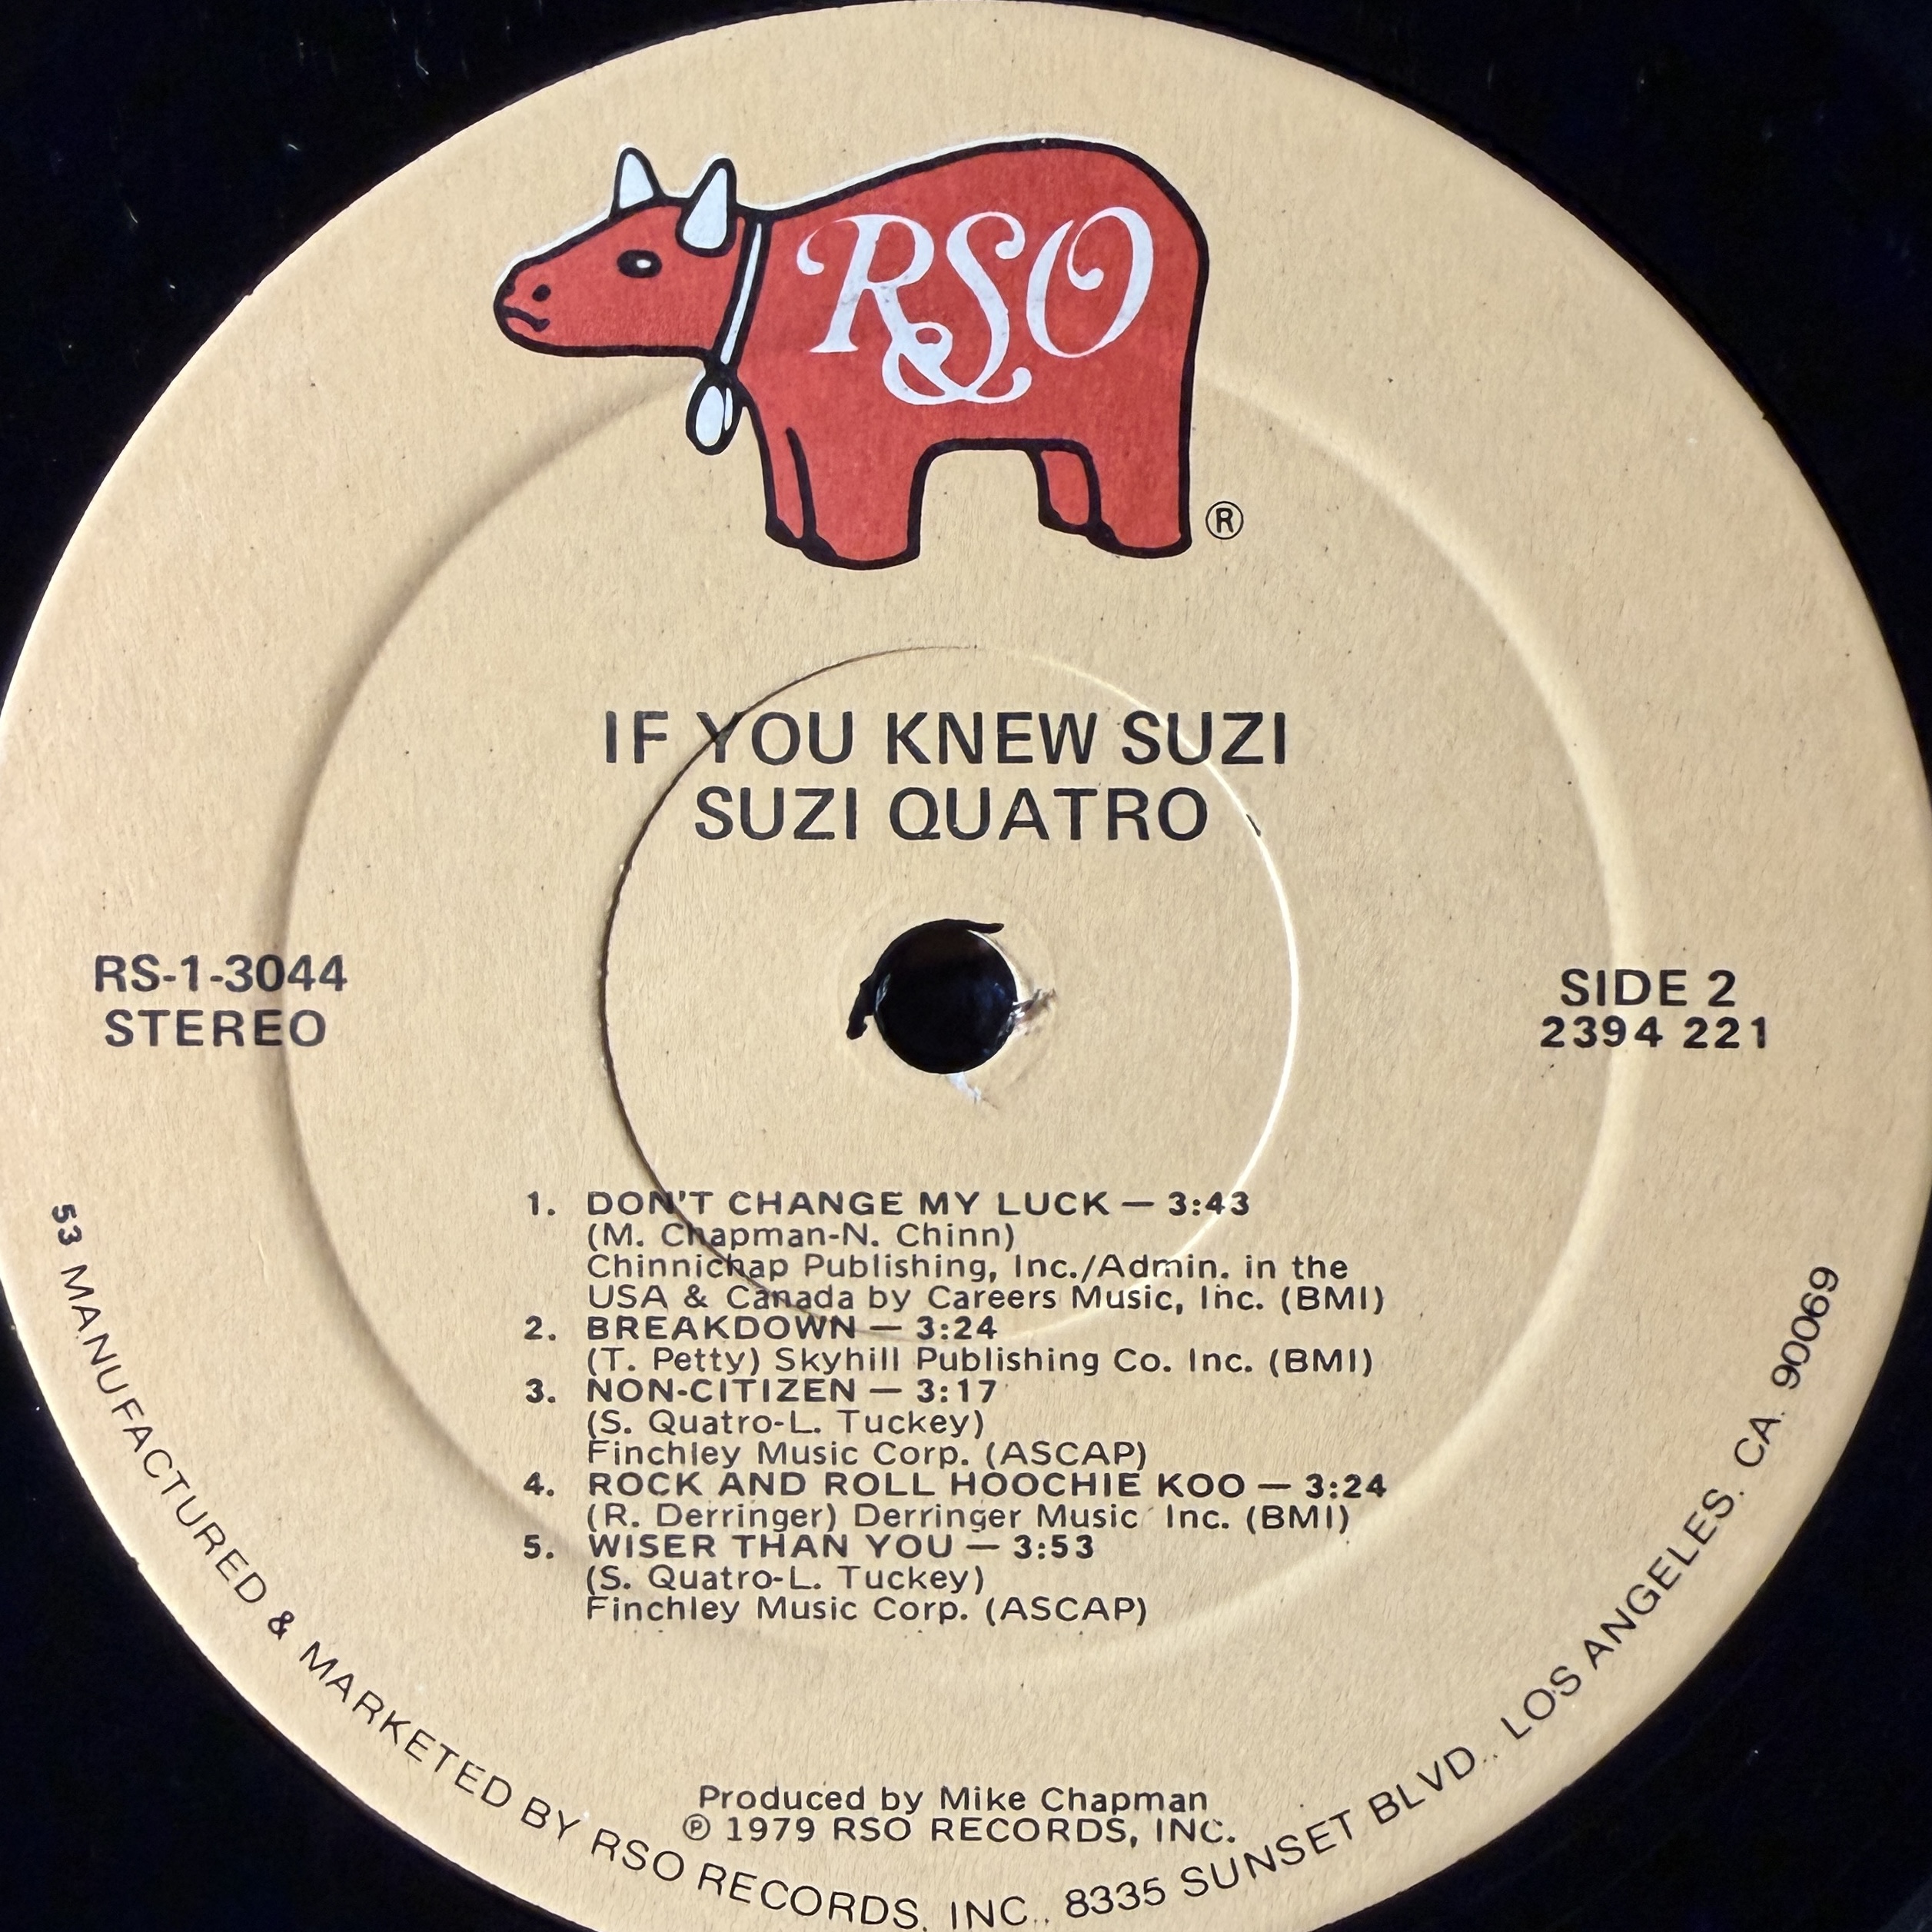 RSO
®
IF YOU KNEW SUZI
SUZI QUATRO
RS-1-3044
STEREO
SIDE 2
2394 221
1. DON'T CHANGE MY LUCK — 3:43
(M. Chapman-N. Chinn)
Chinnichap Publishing, Inc./Admin. in the
USA & Canada by Careers Music, Inc. (BMI)
2. BREAKDOWN — 3:24
(T. Petty) Skyhill Publishing Co. Inc. (BMI)
3. NON-CITIZEN — 3:17
(S. Quatro-L. Tuckey)
Finchley Music Corp. (ASCAP)
4. ROCK AND ROLL HOOCHIE KOO — 3:24
(R. Derringer) Derringer Music Inc. (BMI)
5. WISER THAN YOU — 3:53
(S. Quatro-L. Tuckey)
Finchley Music Corp. (ASCAP)
Produced by Mike Chapman
℗ 1979 RSO RECORDS, INC.
53 MANUFACTURED & MARKETED BY RSO RECORDS, INC., 8335 SUNSET BLVD., LOS ANGELES, CA. 90069